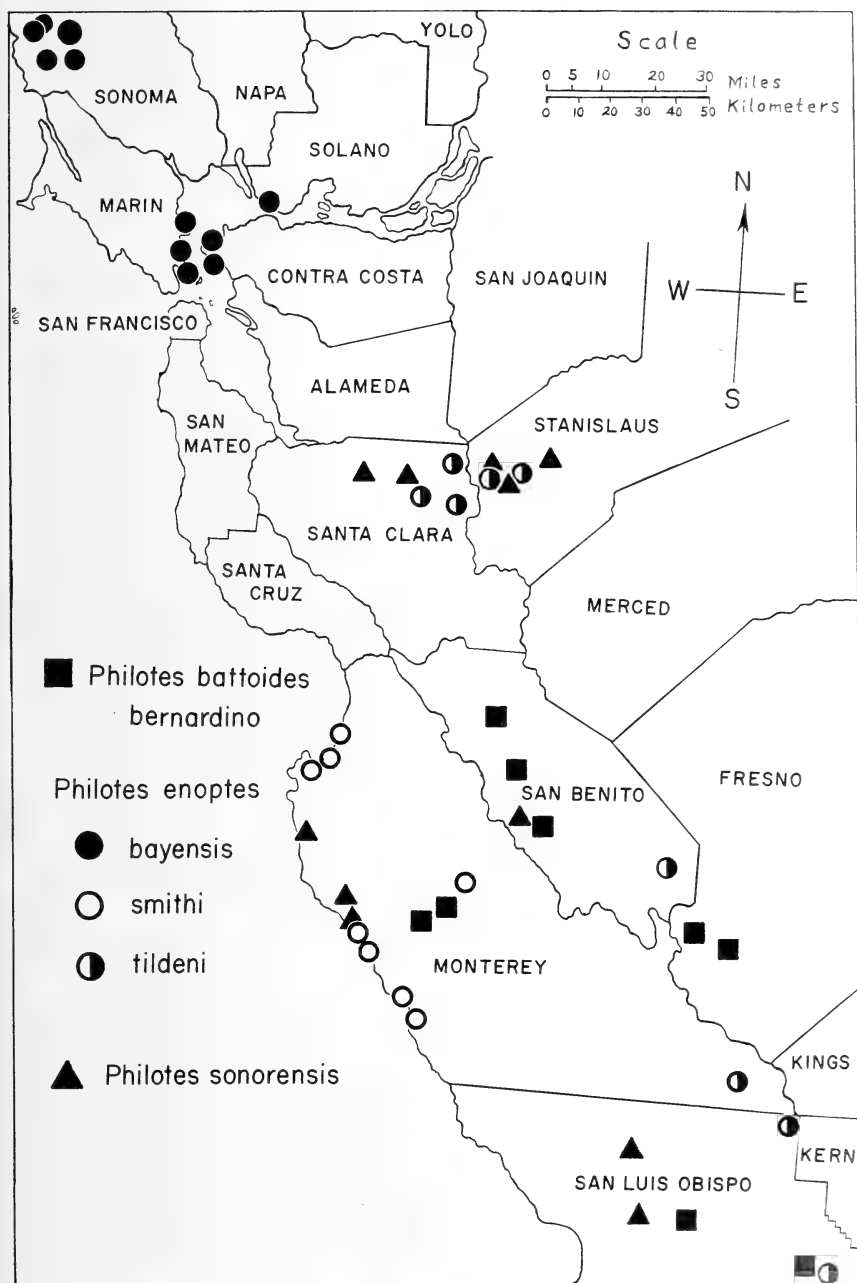 YOLO
Scale
0 5 10 20 30 Miles
0 10 20 30 40 50 Kilometers
SONOMA
NAPA
SOLANO
MARIN
N
W E
S
CONTRA COSTA
SAN JOAQUIN
SAN FRANCISCO
ALAMEDA
SAN
MATEO
STANISLAUS
SANTA CLARA
SANTA
CRUZ
MERCED
Philotes battoides
bernardino
SAN BENITO
FRESNO
Philotes enoptes
bayensis
smithi
tildeni
MONTEREY
Philotes sonorensis
KINGS
KERN
SAN LUIS OBISPO